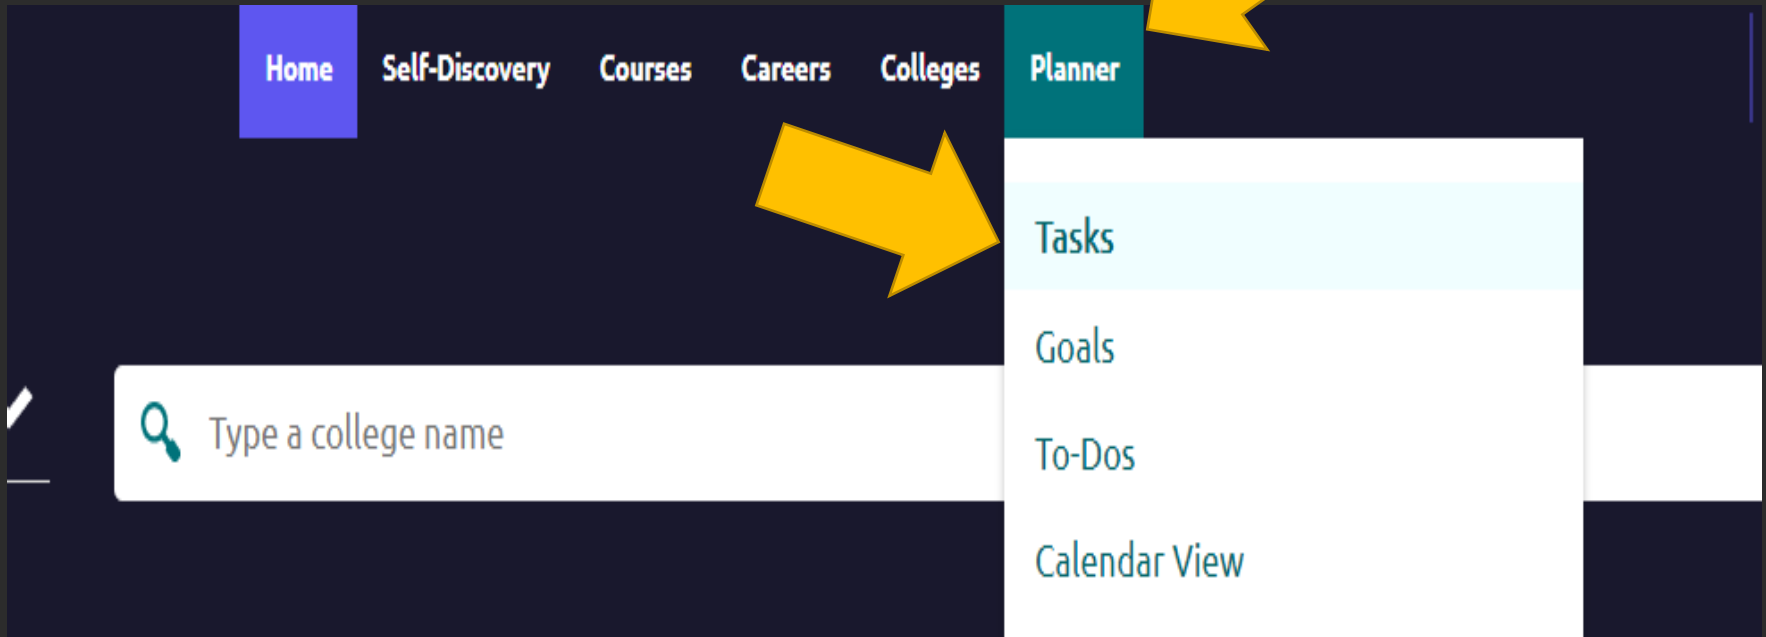 Home Self-Discovery Courses Careers Colleges Planner
Tasks
Goals
Type a college name
To-Dos
Calendar View